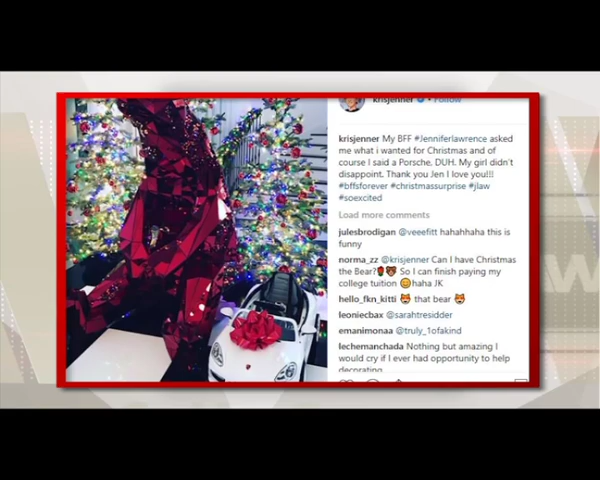 krisjenner • Follow
krisjenner My BFF #Jenniferlawrence asked
me what i wanted for Christmas and of
course I said a Porsche, DUH. My girl didn't
disappoint. Thank you Jen I love you!!!
#bffsforever #christmassurprise #jlaw
#soexcited
Load more comments
julesbrodigan @veeefitt hahhahaha this is
funny
norma_zz @krisjenner Can I have Christmas
the Bear? So I can finish paying my
college tuition 😊haha JK
hello_fkn_kitti 🐯 that bear 🐯
leoniecbax @sarahtresidder
emanimonaa @truly_1ofakind
lechemanchada Nothing but amazing I
would cry if I ever had opportunity to help
decorating